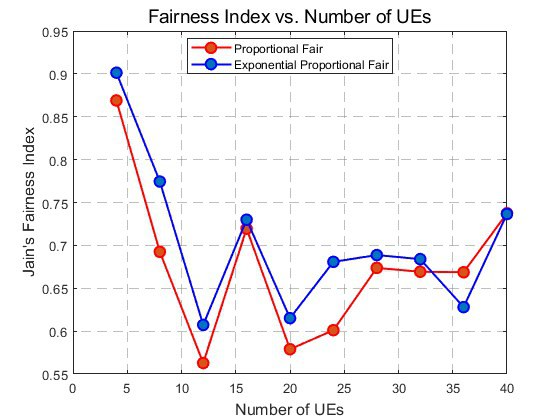 Fairness Index vs. Number of UEs
Proportional Fair
Exponential Proportional Fair
Jain's Fairness Index
0.95
0.9
0.85
0.8
0.75
0.7
0.65
0.6
0.55
0 5 10 15 20 25 30 35 40
Number of UEs